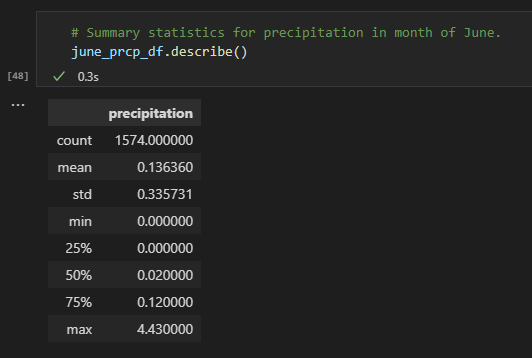 # Summary statistics for precipitation in month of June.
june_prcp_df.describe()
[48] ✓ 0.3s
...
precipitation
count 1574.000000
mean 0.136360
std 0.335731
min 0.000000
25% 0.000000
50% 0.020000
75% 0.120000
max 4.430000